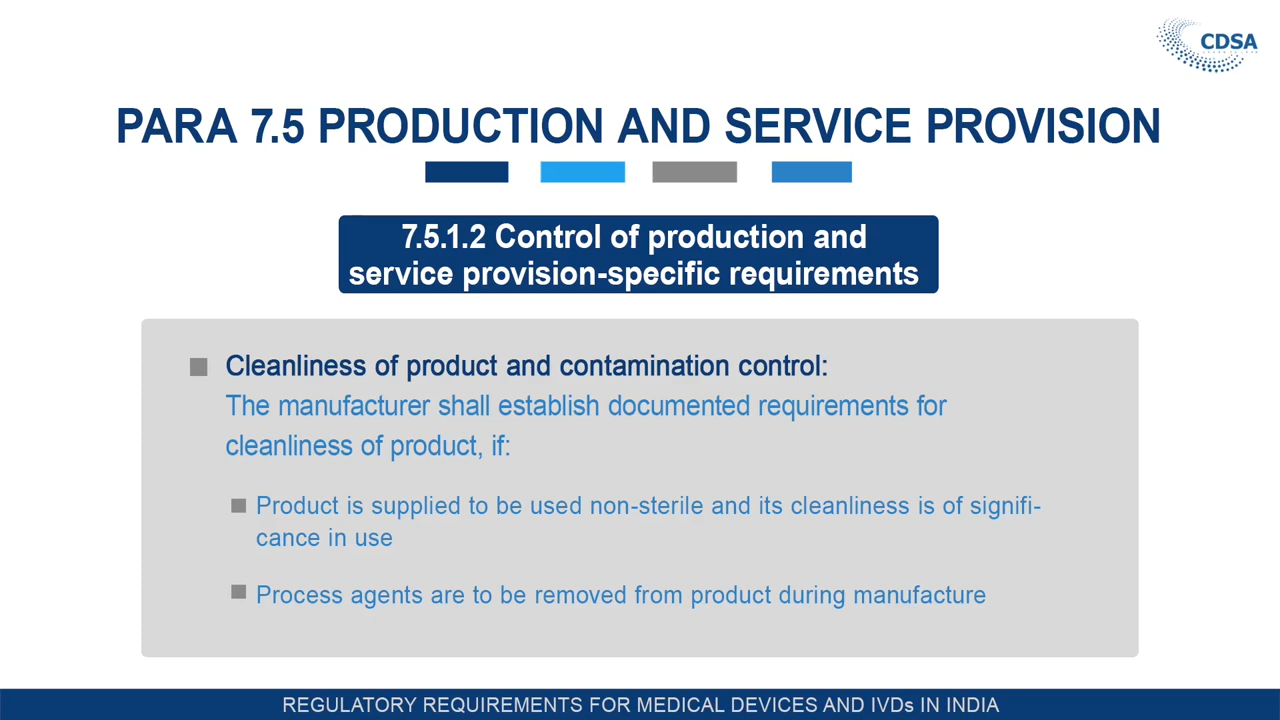 CDSA
PARA 7.5 PRODUCTION AND SERVICE PROVISION
7.5.1.2 Control of production and
service provision-specific requirements
Cleanliness of product and contamination control:
The manufacturer shall establish documented requirements for
cleanliness of product, if:
Product is supplied to be used non-sterile and its cleanliness is of signifi-
cance in use
Process agents are to be removed from product during manufacture
REGULATORY REQUIREMENTS FOR MEDICAL DEVICES AND IVDs IN INDIA